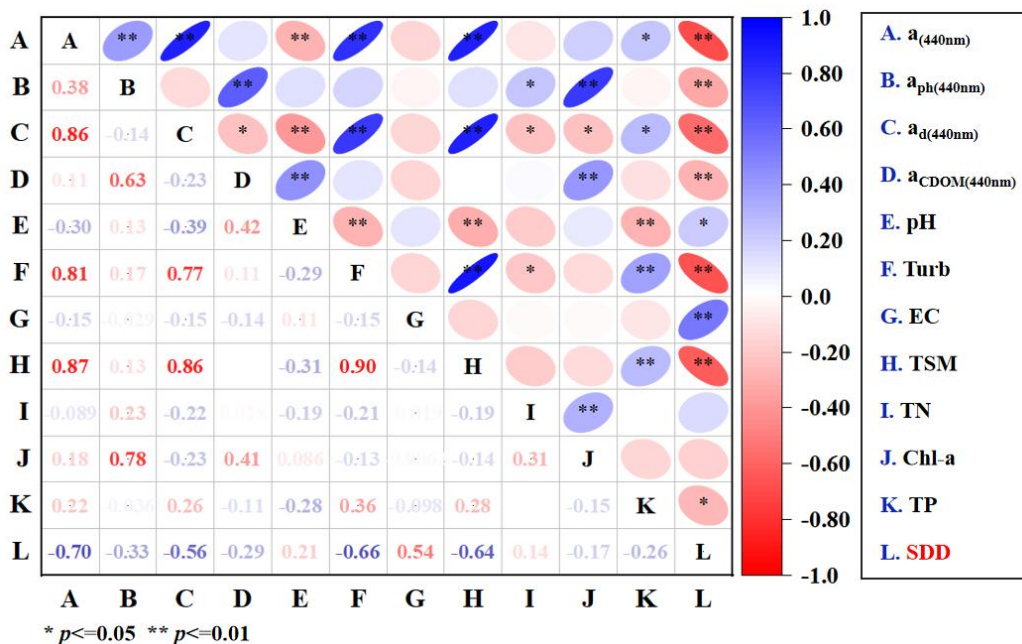 A A ** ** ** ** ** * ** 1.0 A. a(440nm)
B 0.38 B ** * ** ** 0.80 B. aph(440nm)
C 0.86 -0.14 C * ** ** ** * * * ** 0.60 C. ad(440nm)
D 0.11 0.63 -0.23 D ** ** ** 0.40 D. aCDOM(440nm)
E -0.30 0.13 -0.39 0.42 E ** ** ** * 0.20 E. pH
F 0.81 0.17 0.77 0.11 -0.29 F ** * ** ** 0.0 F. Turb
G -0.15 -0.15 -0.14 0.11 -0.15 G ** -0.20 G. EC
H 0.87 0.13 0.86 -0.31 0.90 -0.14 H ** ** -0.40 H. TSM
I -0.089 0.23 -0.22 -0.19 -0.21 -0.19 I ** -0.60 I. TN
J 0.18 0.78 -0.23 0.41 0.086 -0.13 -0.14 0.31 J -0.80 J. Chl-a
K 0.22 0.26 -0.11 -0.28 0.36 -0.098 0.28 -0.15 K * -1.0 K. TP
L -0.70 -0.33 -0.56 -0.29 0.21 -0.66 0.54 -0.64 0.14 -0.17 -0.26 L L. SDD
A B C D E F G H I J K L
* p<=0.05 ** p<=0.01